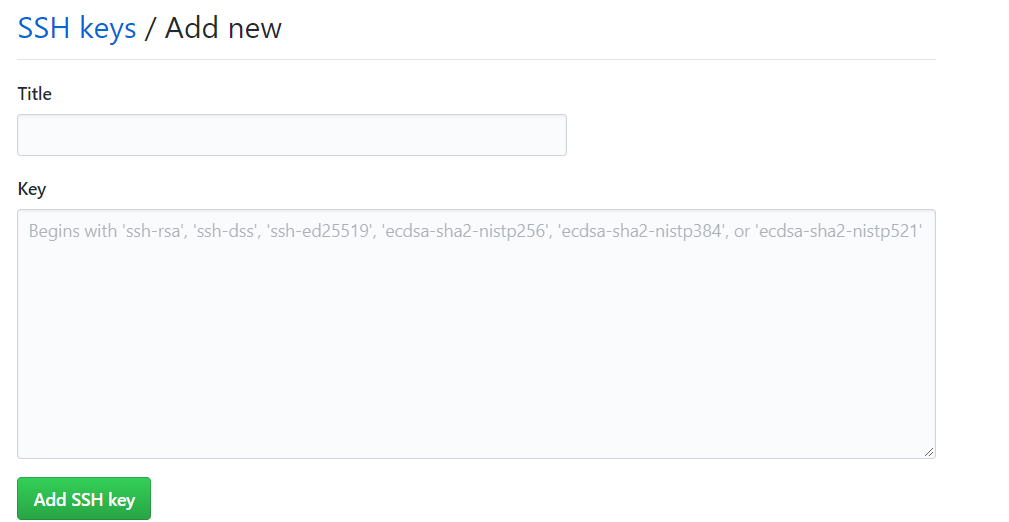 SSH keys / Add new
Title
Key
Begins with 'ssh-rsa', 'ssh-dss', 'ssh-ed25519', 'ecdsa-sha2-nistp256', 'ecdsa-sha2-nistp384', or 'ecdsa-sha2-nistp521'
Add SSH key